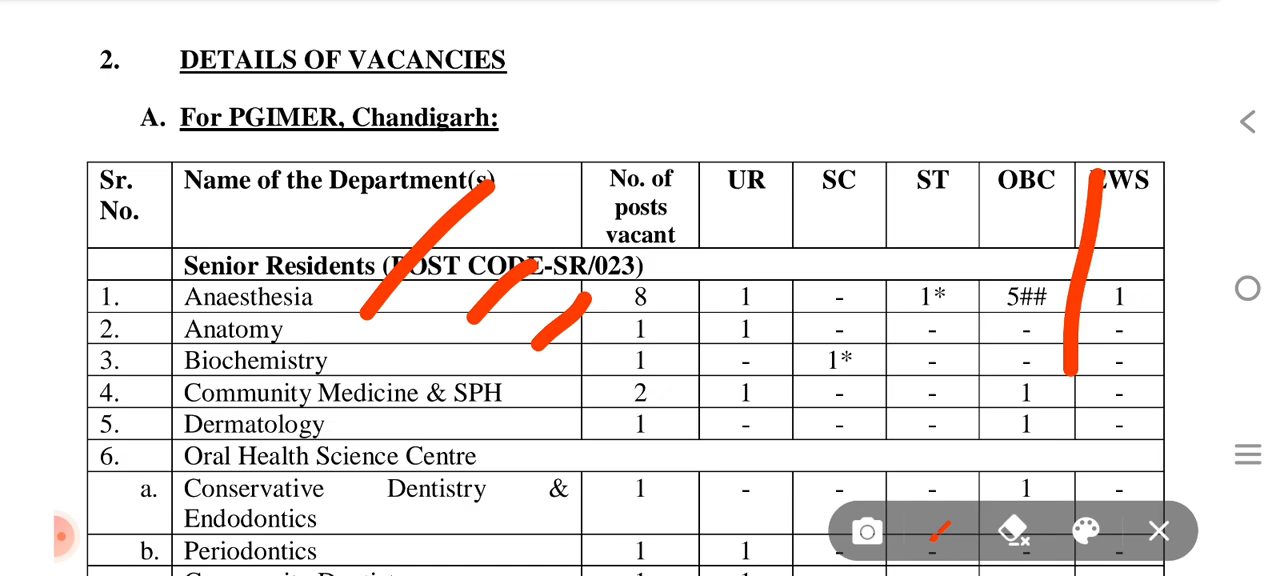 2. DETAILS OF VACANCIES
A. For PGIMER, Chandigarh:
Sr. No. Name of the Department(s) No. of posts vacant UR SC ST OBC EWS
Senior Residents (POST CODE-SR/023)
1. Anaesthesia 8 1 - 1* 5## 1
2. Anatomy 1 1 - - - -
3. Biochemistry 1 - 1* - - -
4. Community Medicine & SPH 2 1 - - 1 -
5. Dermatology 1 - - - 1 -
6. Oral Health Science Centre
a. Conservative Dentistry & Endodontics 1 - - - 1 -
b. Periodontics 1 1 - - - -